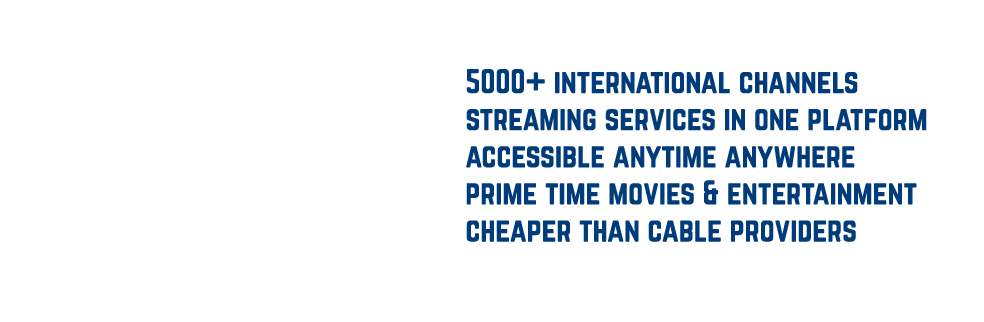 5000+ INTERNATIONAL CHANNELS
STREAMING SERVICES IN ONE PLATFORM
ACCESSIBLE ANYTIME ANYWHERE
PRIME TIME MOVIES & ENTERTAINMENT
CHEAPER THAN CABLE PROVIDERS